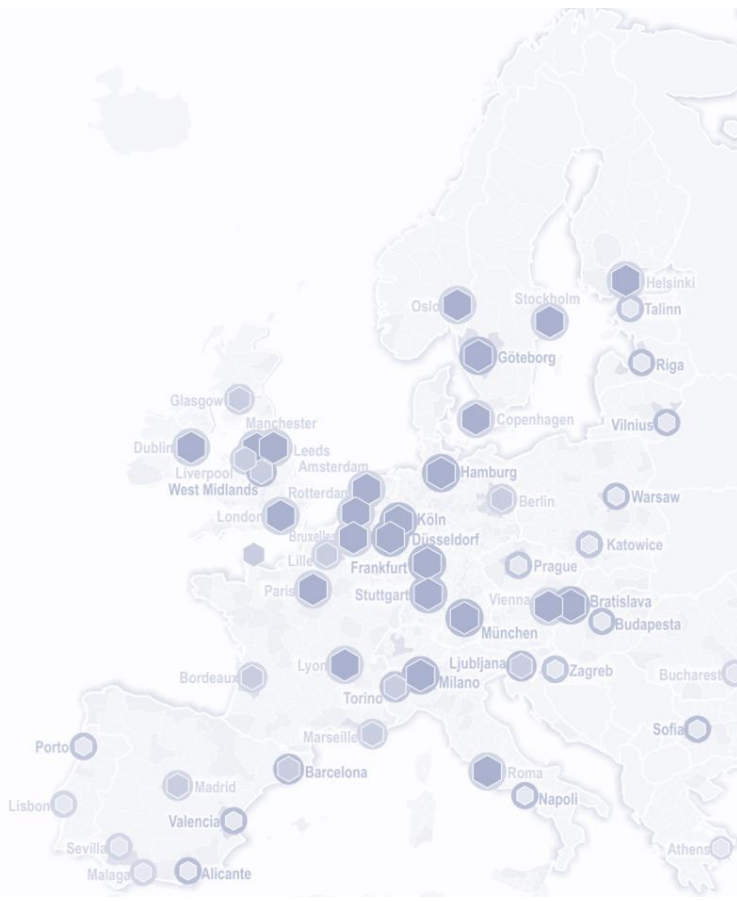 Helsinki
Stockholm
Oslo
Talinn
Göteborg
Riga
Glasgow
Copenhagen
Manchester
Vilnius
Dublin
Leeds
Amsterdam
Liverpool
Hamburg
West Midlands
Rotterdam
Warsaw
Berlin
London
Köln
Bruxelles
Düsseldorf
Katowice
Lille
Frankfurt
Prague
Paris
Stuttgart
Vienna
Bratislava
Budapesta
München
Lyon
Ljubljana
Zagreb
Bordeaux
Milano
Bucharest
Torino
Sofia
Marseille
Porto
Barcelona
Roma
Madrid
Napoli
Lisbon
Valencia
Sevilla
Athens
Malaga
Alicante